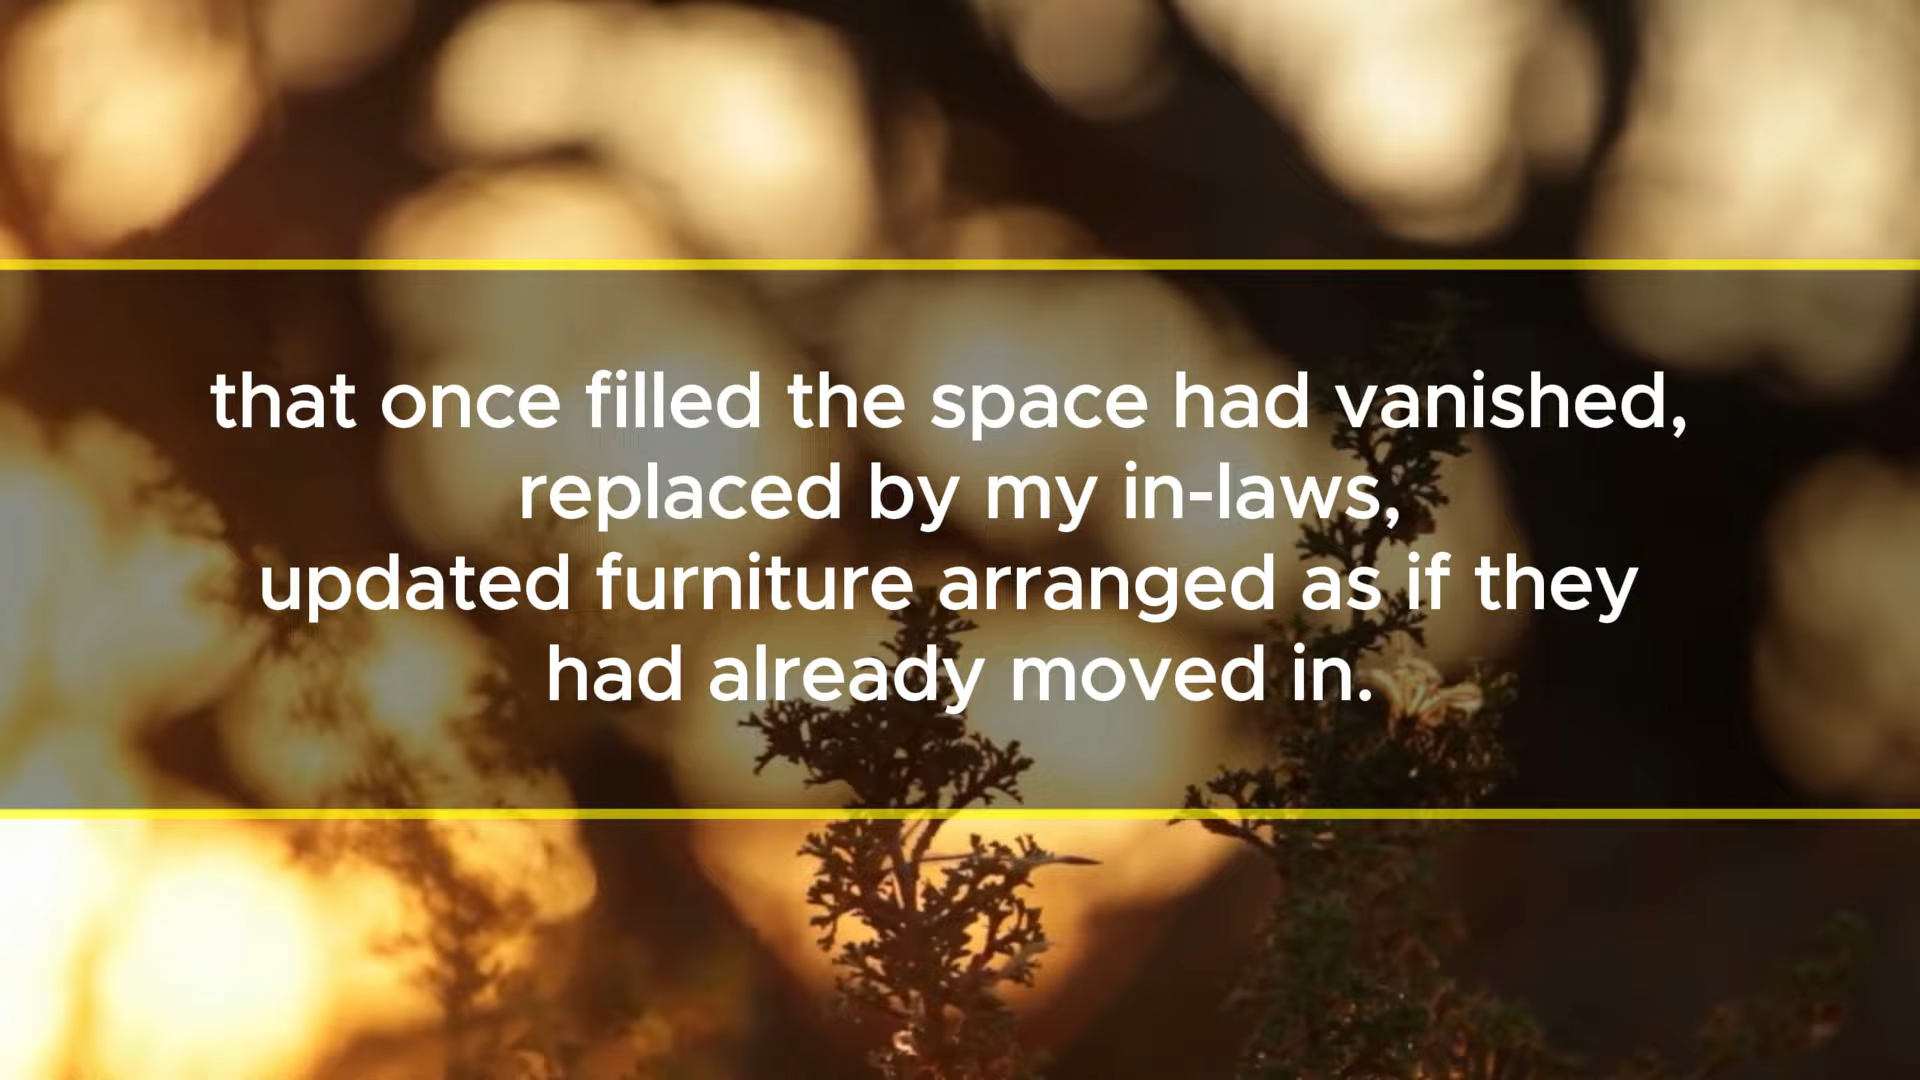 that once filled the space had vanished,
replaced by my in-laws,
updated furniture arranged as if they
had already moved in.